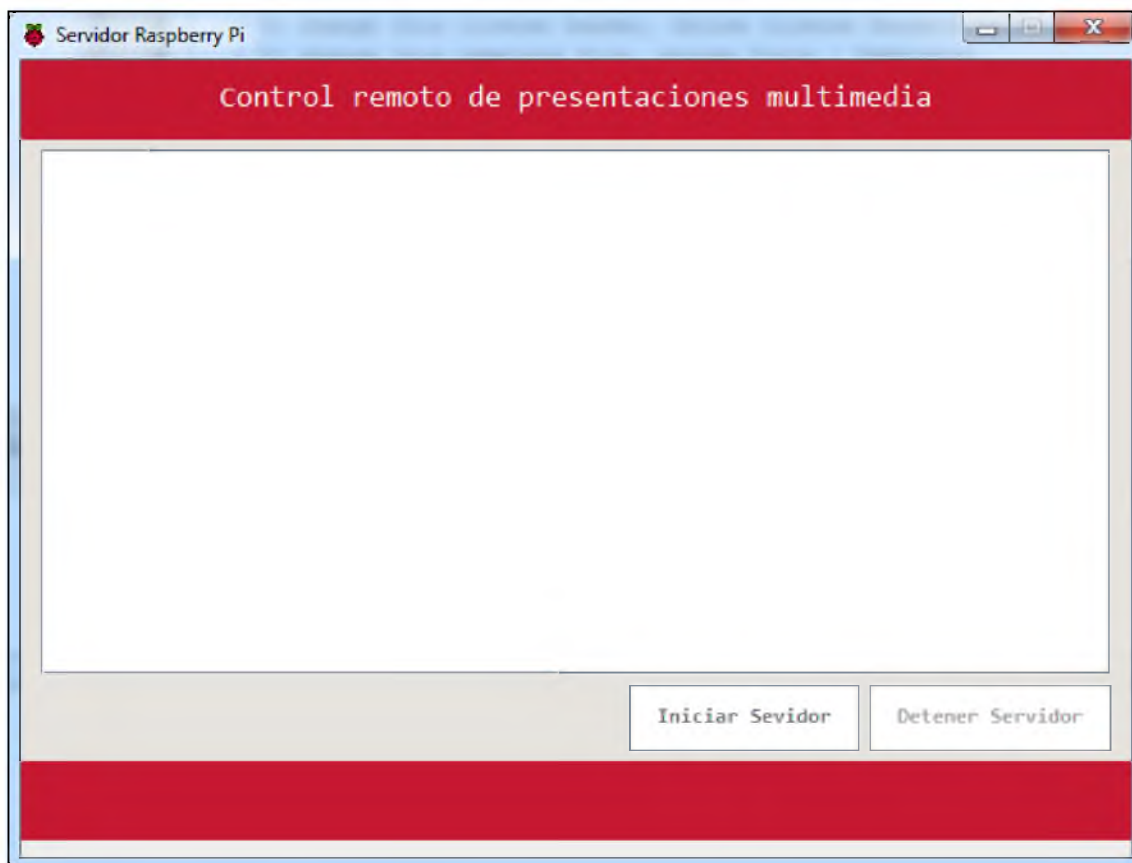 Servidor Raspberry Pi
Control remoto de presentaciones multimedia
Iniciar Sevidor
Detener Servidor